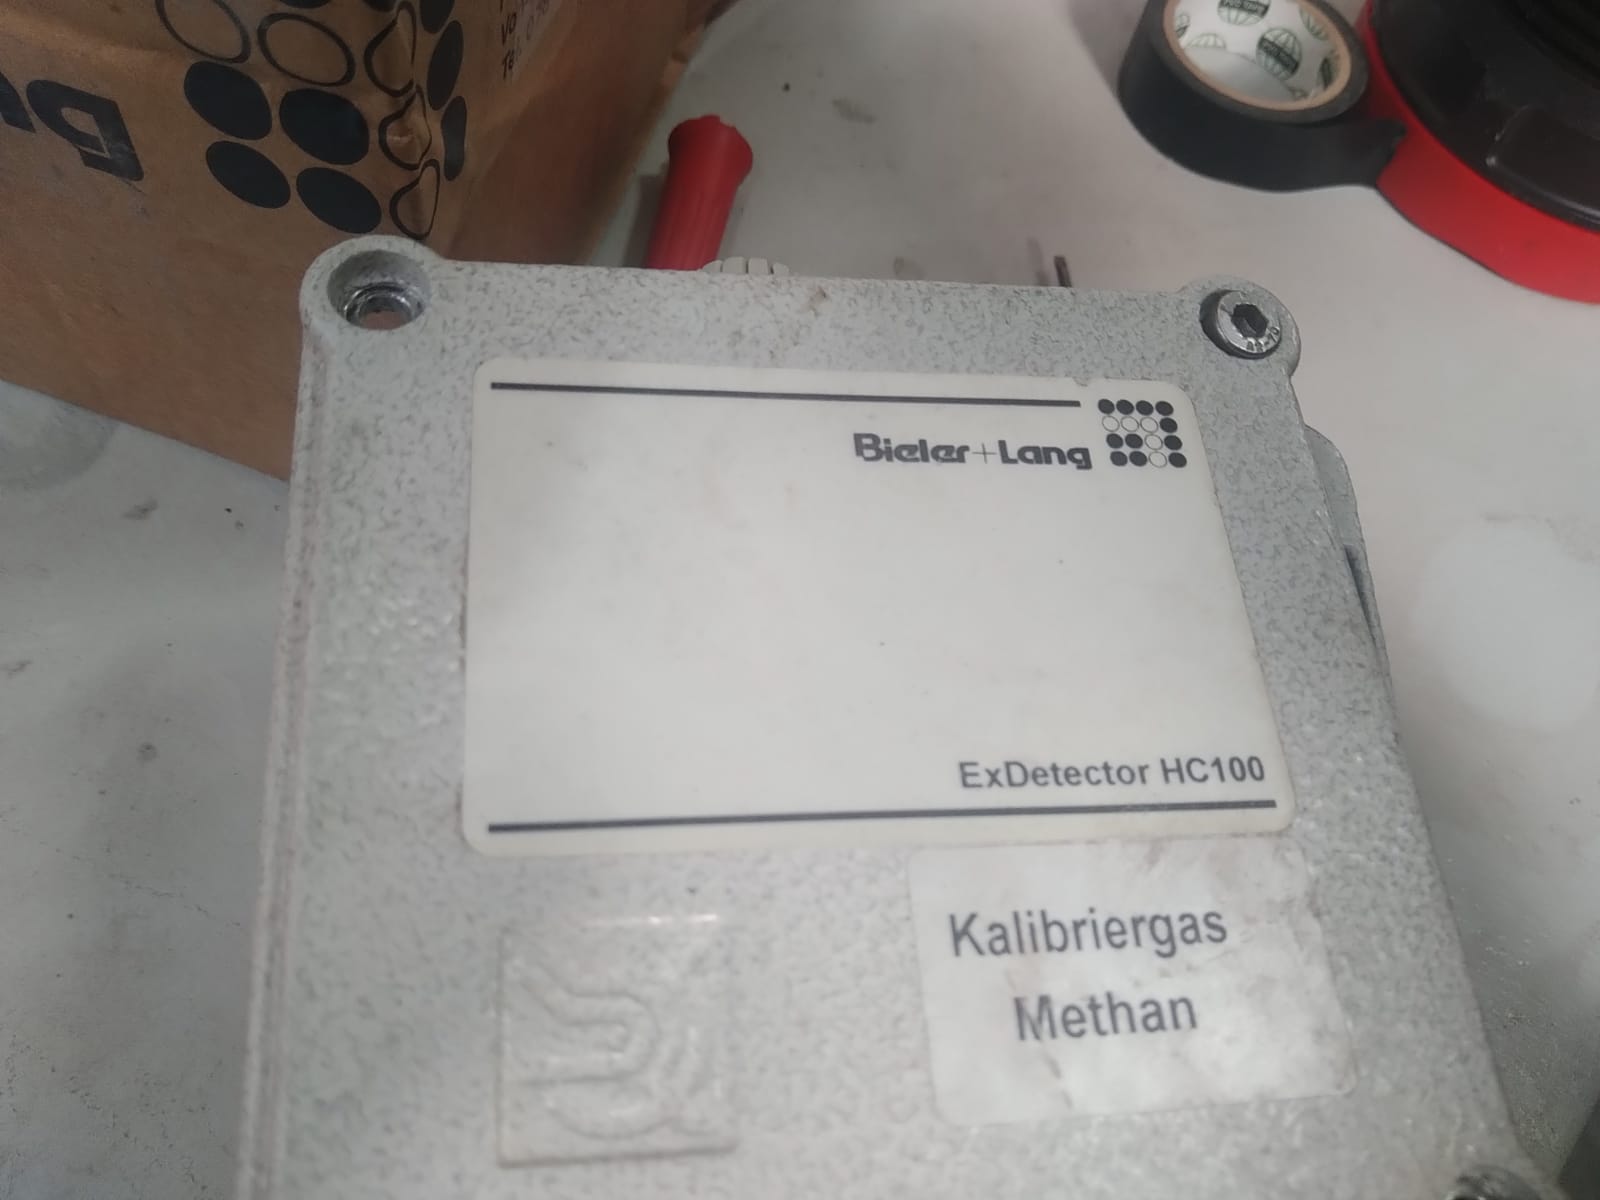 Bieler+Lang
ExDetector HC100
Kalibriergas
Methan